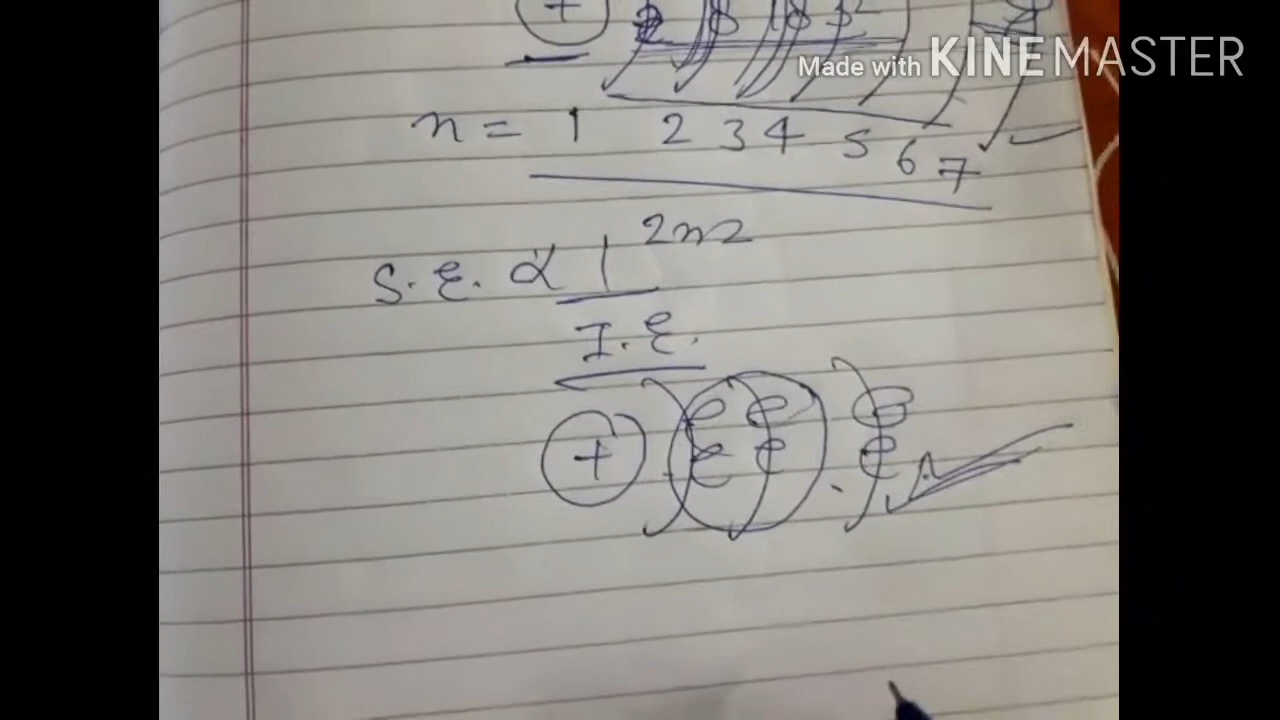 +
Made with KINEMASTER
n = 1 2 3 4 5 6 7
2n2
S.E. α 1
I.E.
+ e e e
e e e